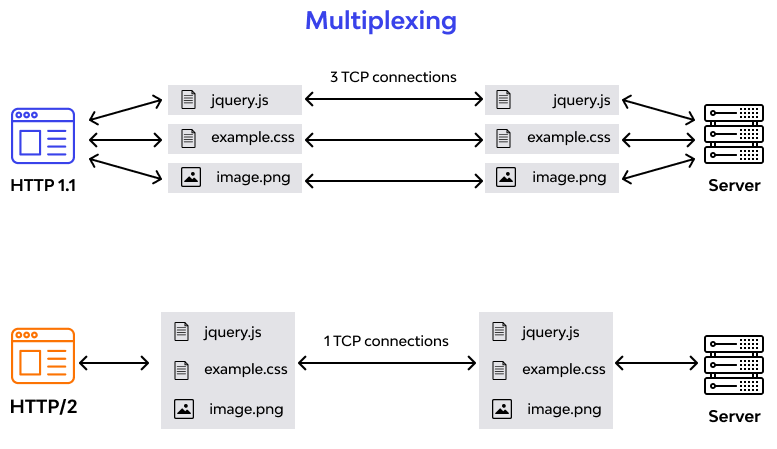 Multiplexing
3 TCP connections
jquery.js
jquery.js
example.css
example.css
image.png
image.png
HTTP 1.1
Server
1 TCP connections
jquery.js
jquery.js
example.css
example.css
image.png
image.png
HTTP/2
Server